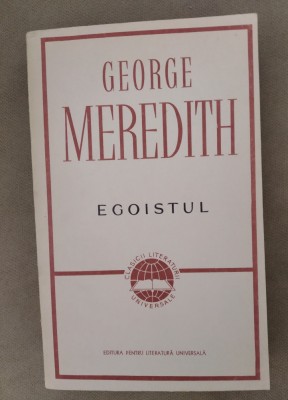 GEORGE
MEREDITH
EGOISTUL
CLASICII LITERATURII
UNIVERSALE
EDITURA PENTRU LITERATURĂ UNIVERSALĂ